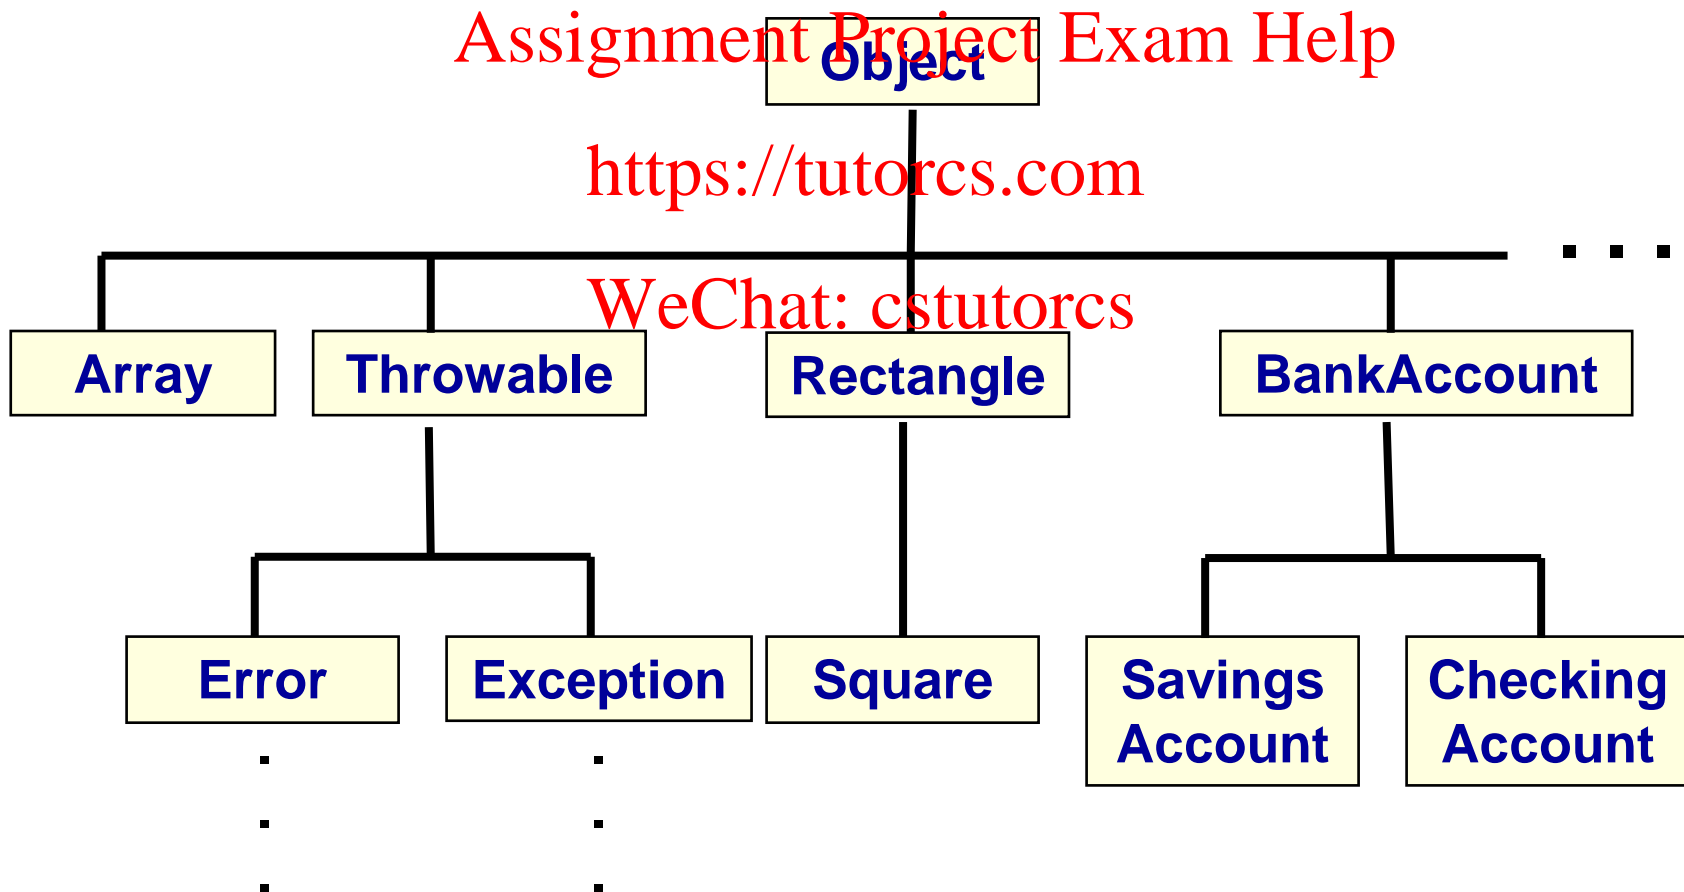 Assignment Project Exam Help
Object
https://tutorcs.com
WeChat: cstutorcs
Array
Throwable
Rectangle
BankAccount
Error
Exception
Square
Savings
Account
Checking
Account